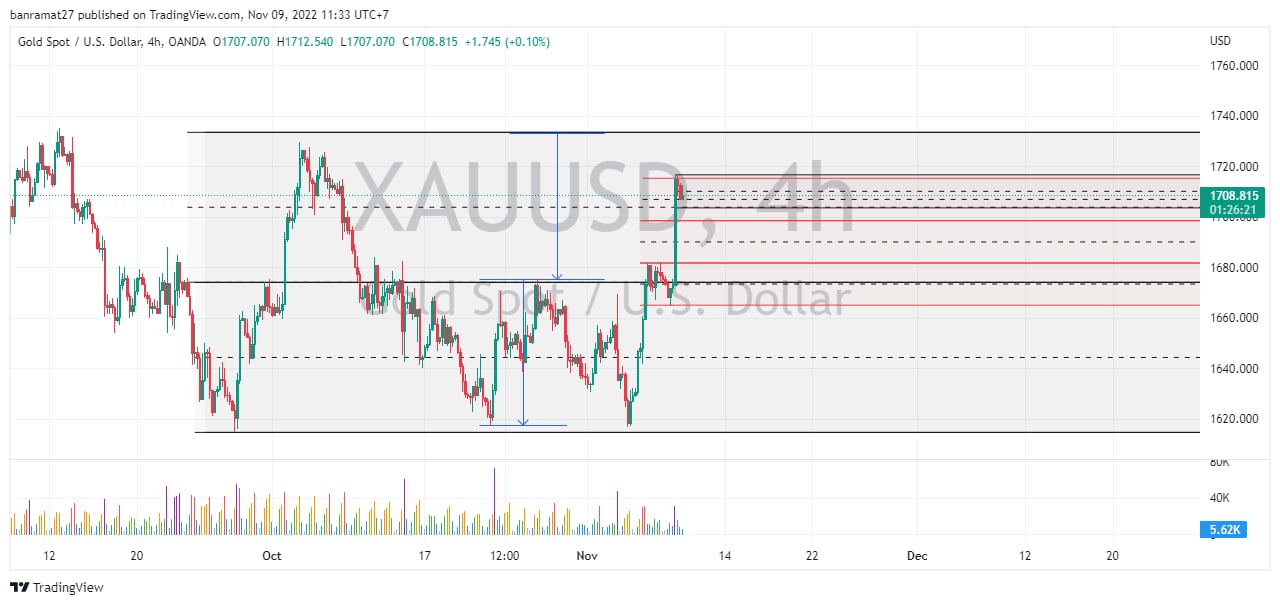 banramat27 published on TradingView.com, Nov 09, 2022 11:33 UTC+7
Gold Spot / U.S. Dollar, 4h, OANDA O1707.070 H1712.540 L1707.070 C1708.815 +1.745 (+0.10%)
USD
1760.000
1740.000
XAUUSD, 4h
1720.000
1708.815
01:26:21
1700.000
1680.000
Gold Spot / U.S. Dollar
1660.000
1640.000
1620.000
80K
40K
5.62K
12 20 Oct 17 12:00 Nov 14 22 Dec 12 20
TradingView